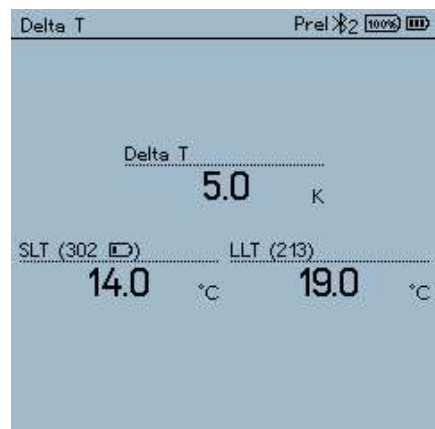 Delta T Prel 2 100%
Delta T
5.0 K
SLT (302 ) LLT (213)
14.0 °C 19.0 °C